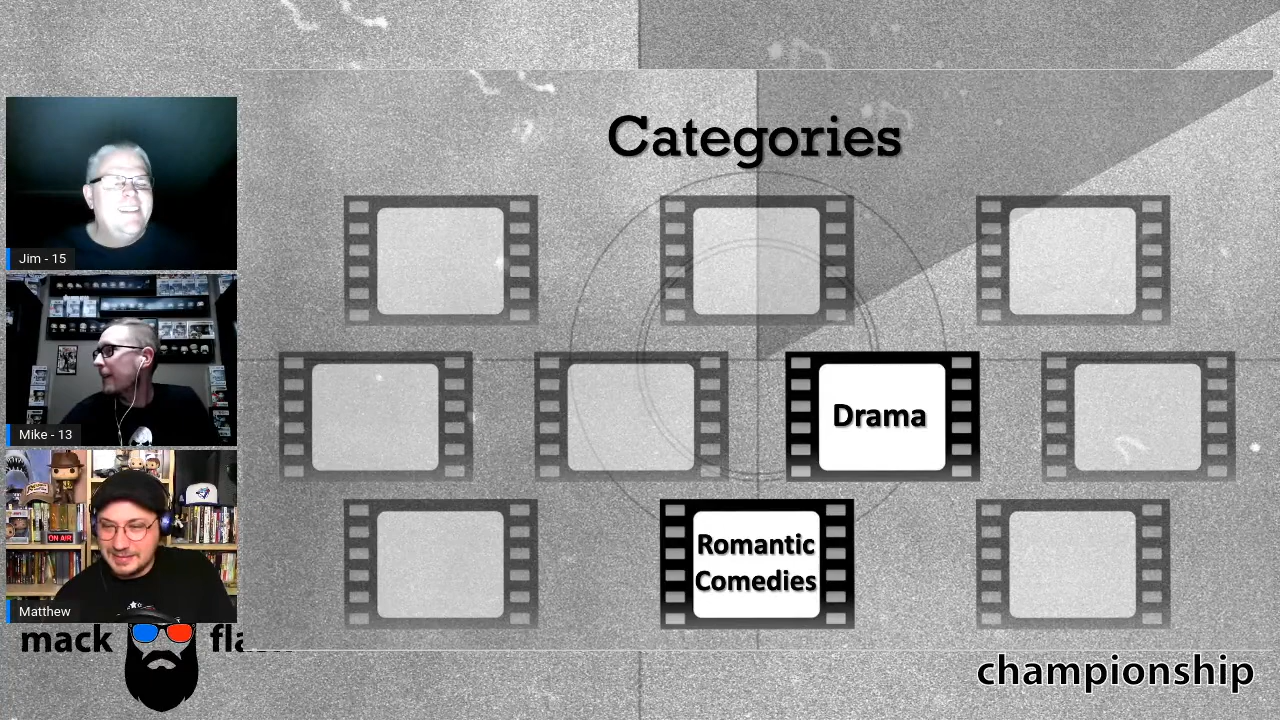 Categories
Jim - 15
Mike - 13
Drama
ON AIR
Romantic
Comedies
Matthew
mack
championship